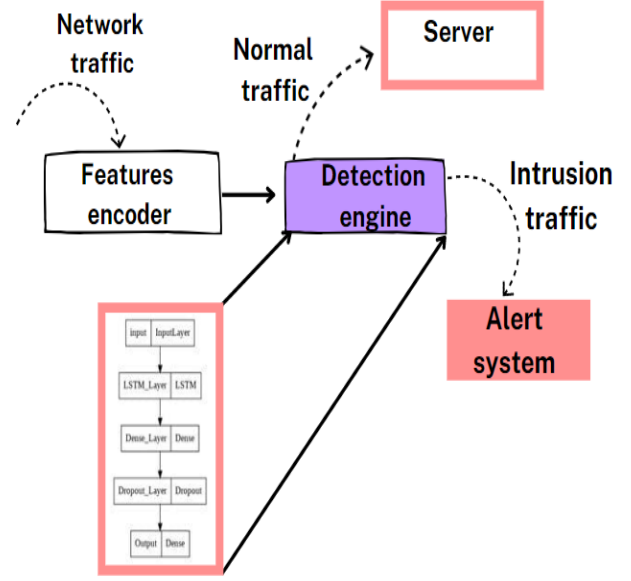 Network
traffic
Normal
traffic
Server
Features
encoder
Detection
engine
Intrusion
traffic
Alert
system
input InputLayer
LSTM_Layer LSTM
Dense_Layer Dense
Dropout_Layer Dropout
Output Dense